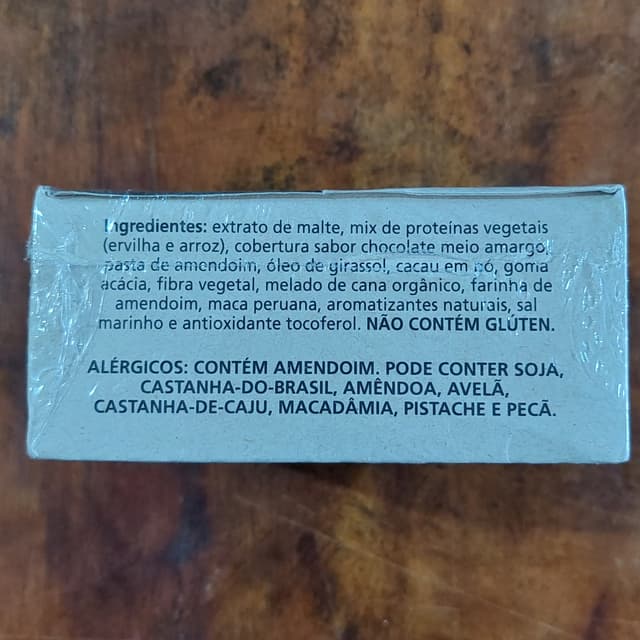 Ingredientes: extrato de malte, mix de proteínas vegetais
(ervilha e arroz), cobertura sabor chocolate meio amargo,
pasta de amendoim, óleo de girassol, cacau em pó, goma
acácia, fibra vegetal, melado de cana orgânico, farinha de
amendoim, maca peruana, aromatizantes naturais, sal
marinho e antioxidante tocoferol. NÃO CONTÉM GLÚTEN.
ALÉRGICOS: CONTÉM AMENDOIM. PODE CONTER SOJA,
CASTANHA-DO-BRASIL, AMÊNDOA, AVELÃ,
CASTANHA-DE-CAJU, MACADÂMIA, PISTACHE E PECÃ.